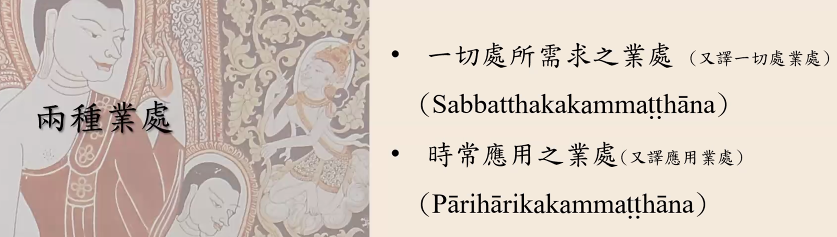 兩種業處
• 一切處所需求之業處 （又譯一切處業處）
（Sabbatthakakammaṭṭhāna）
• 時常應用之業處(又譯應用業處）
（Pārihārikakammaṭṭhāna）